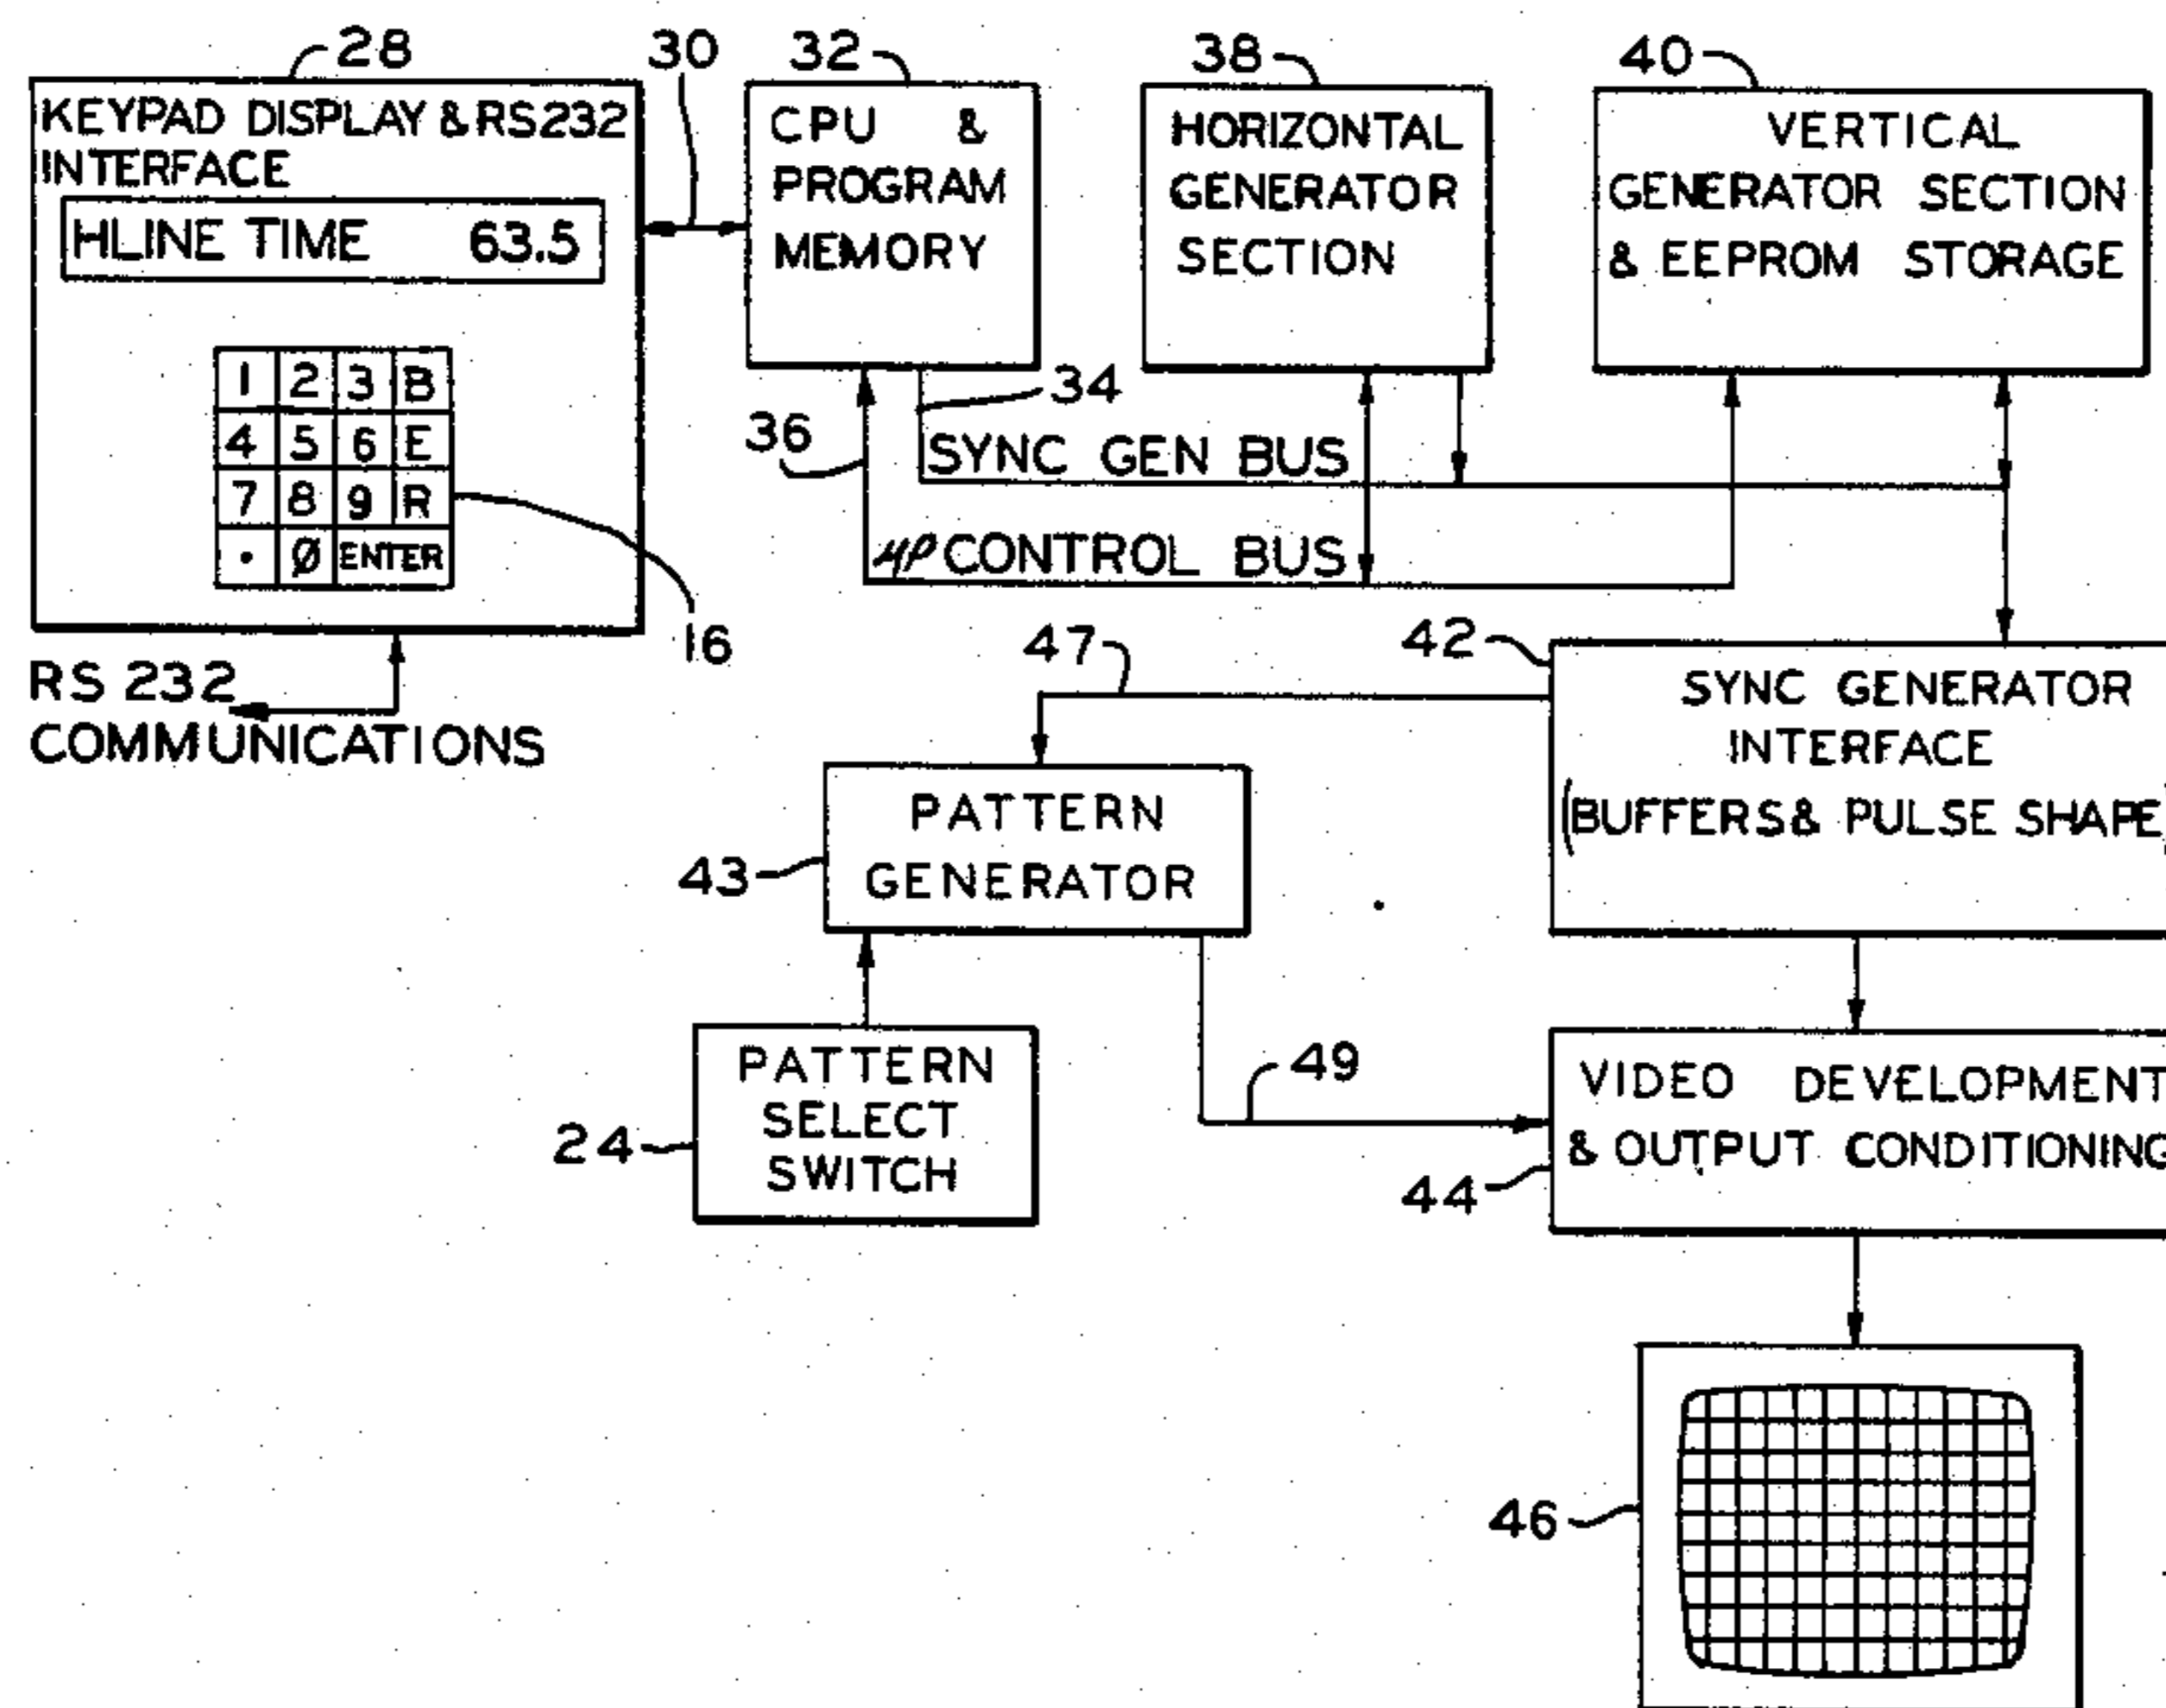 28
30
32
38
40
KEYPAD DISPLAY & RS232
INTERFACE
HLINE TIME 63.5
1 2 3 B
4 5 6 E
7 8 9 R
. Ø ENTER
16
RS 232
COMMUNICATIONS
CPU &
PROGRAM
MEMORY
HORIZONTAL
GENERATOR
SECTION
VERTICAL
GENERATOR SECTION
& EEPROM STORAGE
34
36
SYNC GEN BUS
μP CONTROL BUS
47
42
SYNC GENERATOR
INTERFACE
(BUFFERS & PULSE SHAPE)
43
PATTERN
GENERATOR
24
PATTERN
SELECT
SWITCH
49
VIDEO DEVELOPMENT
& OUTPUT CONDITIONING
44
46